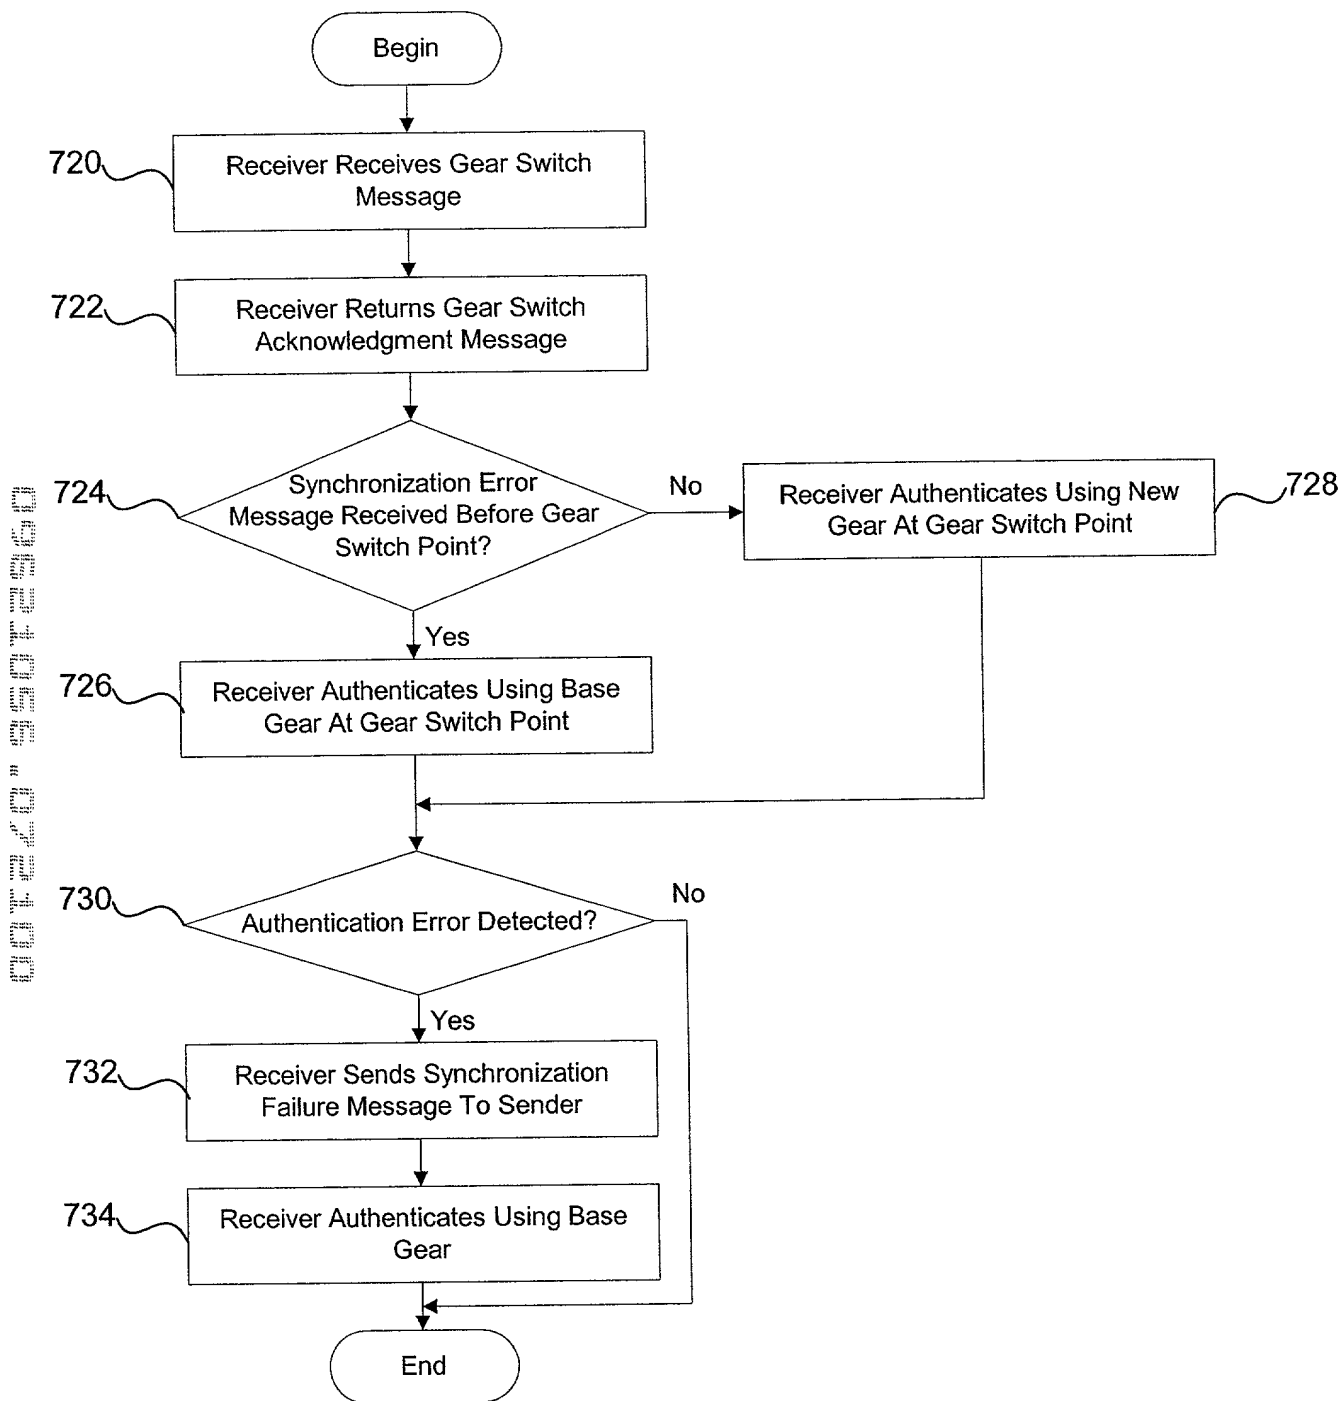 Begin
720
Receiver Receives Gear Switch
Message
722
Receiver Returns Gear Switch
Acknowledgment Message
724
Synchronization Error
Message Received Before Gear
Switch Point?
No
Receiver Authenticates Using New
Gear At Gear Switch Point
728
Yes
726
Receiver Authenticates Using Base
Gear At Gear Switch Point
730
Authentication Error Detected?
No
Yes
732
Receiver Sends Synchronization
Failure Message To Sender
734
Receiver Authenticates Using Base
Gear
End